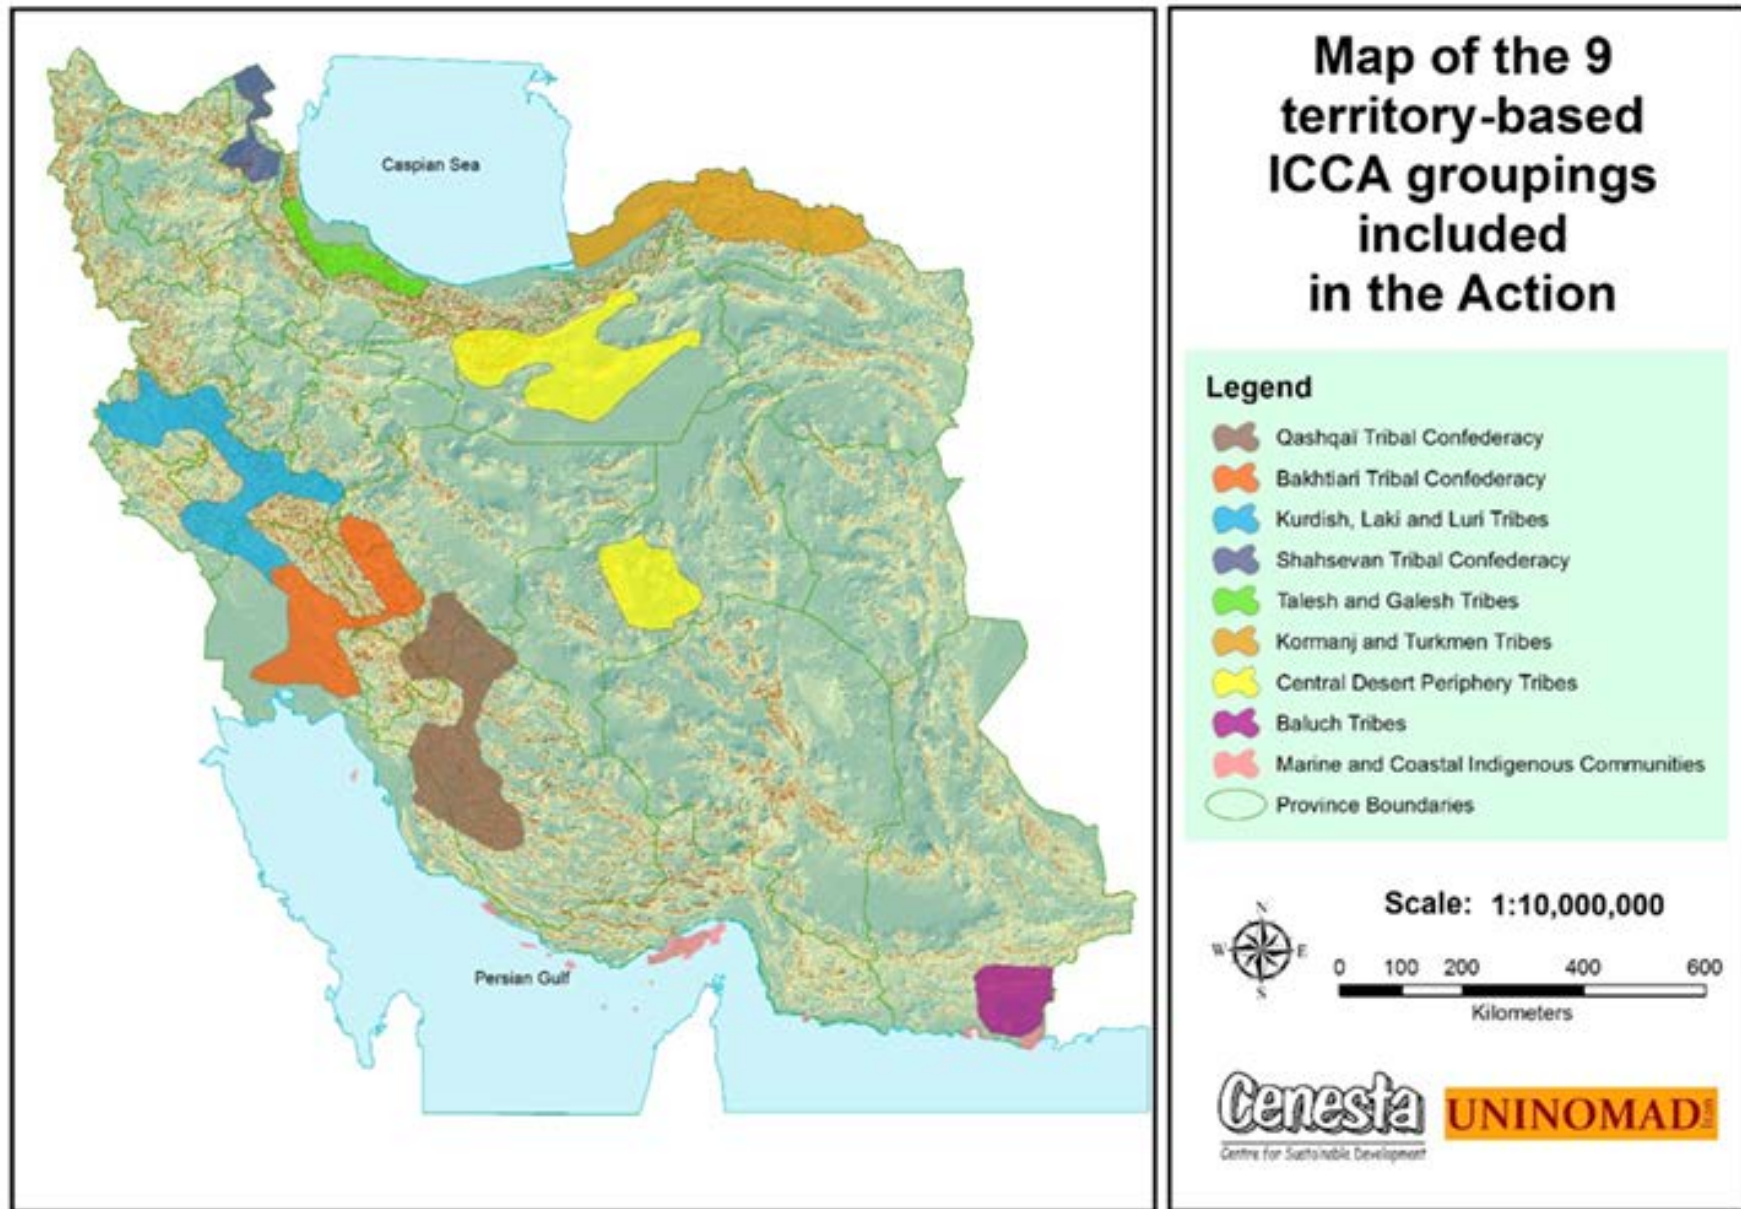 Map of the 9
territory-based
ICCA groupings
included
in the Action
Caspian Sea
Persian Gulf
Legend
Qashqaï Tribal Confederacy
Bakhtiari Tribal Confederacy
Kurdish, Laki and Luri Tribes
Shahsevan Tribal Confederacy
Talesh and Galesh Tribes
Kormanj and Turkmen Tribes
Central Desert Periphery Tribes
Baluch Tribes
Marine and Coastal Indigenous Communities
Province Boundaries
Scale: 1:10,000,000
N
W E
S
0 100 200 400 600
Kilometers
Cenesta
Centre for Sustainable Development
UNINOMAD